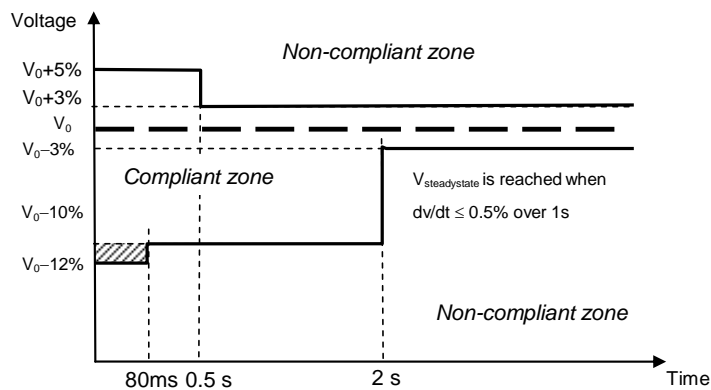 Voltage
Non-compliant zone
V0+5%
V0+3%
V0
V0–3%
Compliant zone
Vsteadystate is reached when
dv/dt ≤ 0.5% over 1s
V0–10%
V0–12%
Non-compliant zone
80ms 0.5 s 2 s Time